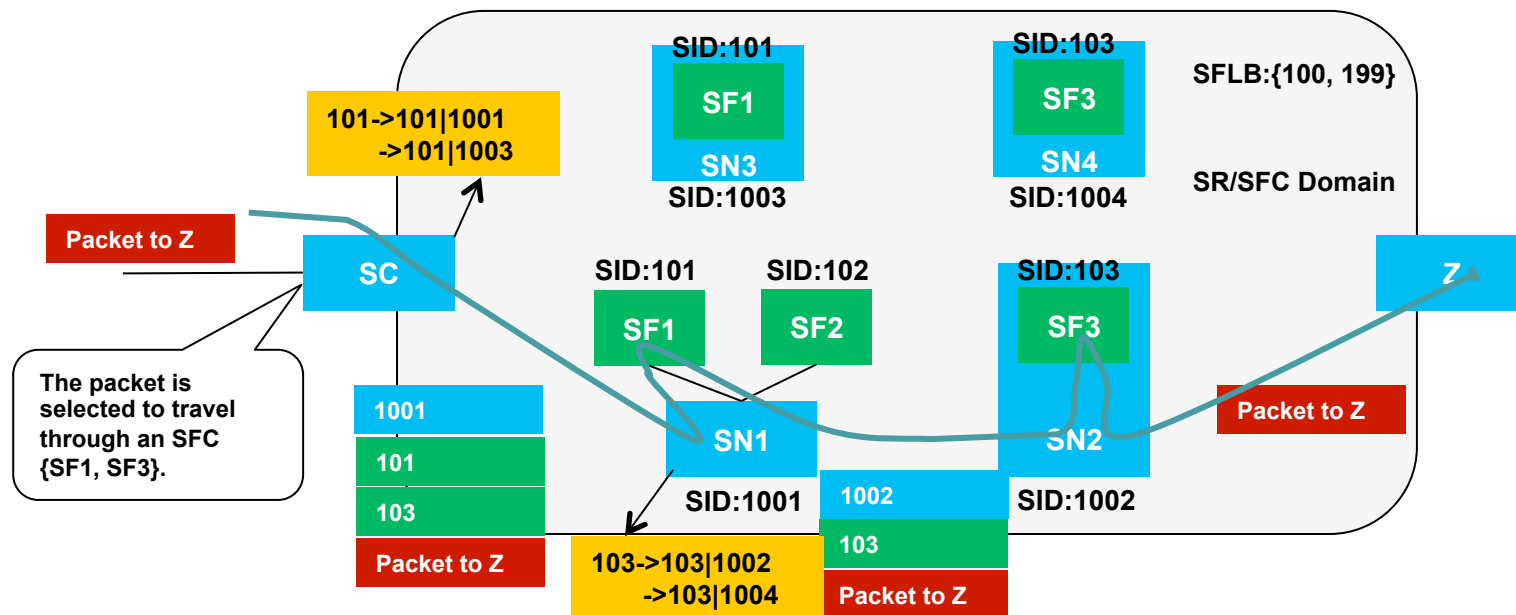 SID:101
SF1
SN3
SID:1003
SID:103
SF3
SN4
SID:1004
SFLB:{100, 199}
SR/SFC Domain
101->101|1001
->101|1003
Packet to Z
SC
The packet is
selected to travel
through an SFC
{SF1, SF3}.
1001
101
103
Packet to Z
SID:101
SF1
SID:102
SF2
SN1
SID:1001
103->103|1002
->103|1004
SID:103
SF3
SN2
SID:1002
1002
103
Packet to Z
Packet to Z
Z